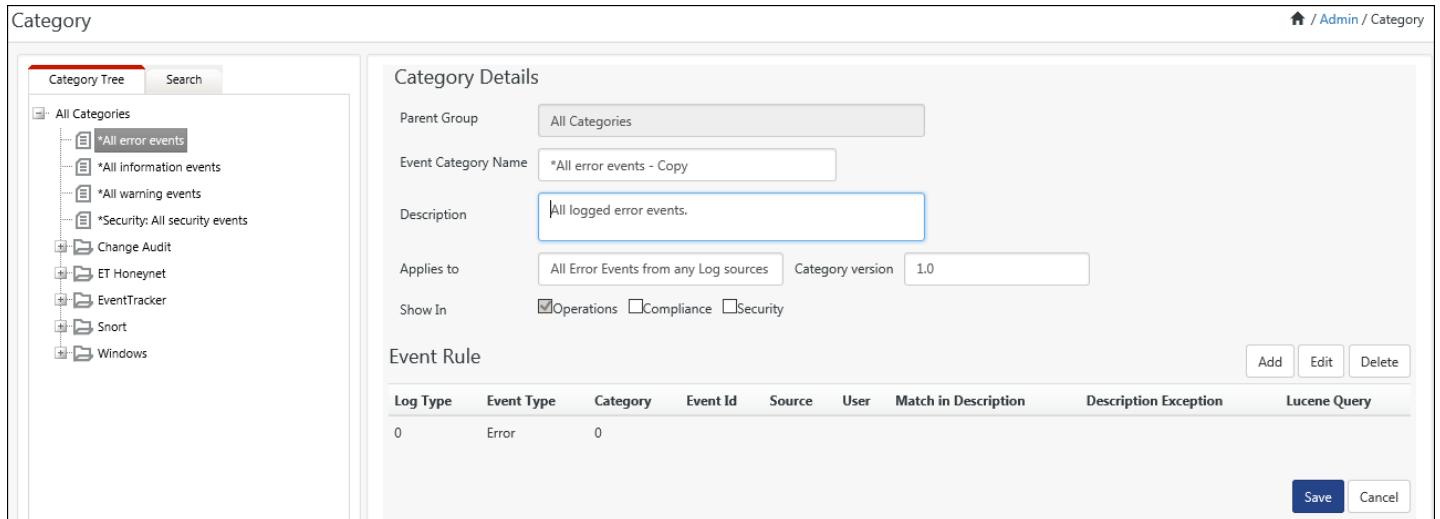 Category
/ Admin / Category
Category Tree
Search
All Categories
*All error events
*All information events
*All warning events
*Security: All security events
Change Audit
ET Honeynet
EventTracker
Snort
Windows
Category Details
Parent Group
All Categories
Event Category Name
*All error events - Copy
Description
All logged error events.
Applies to
All Error Events from any Log sources
Category version
1.0
Show In
Operations
Compliance
Security
Event Rule
Add
Edit
Delete
Log Type Event Type Category Event Id Source User Match in Description Description Exception Lucene Query
0 Error 0
Save
Cancel